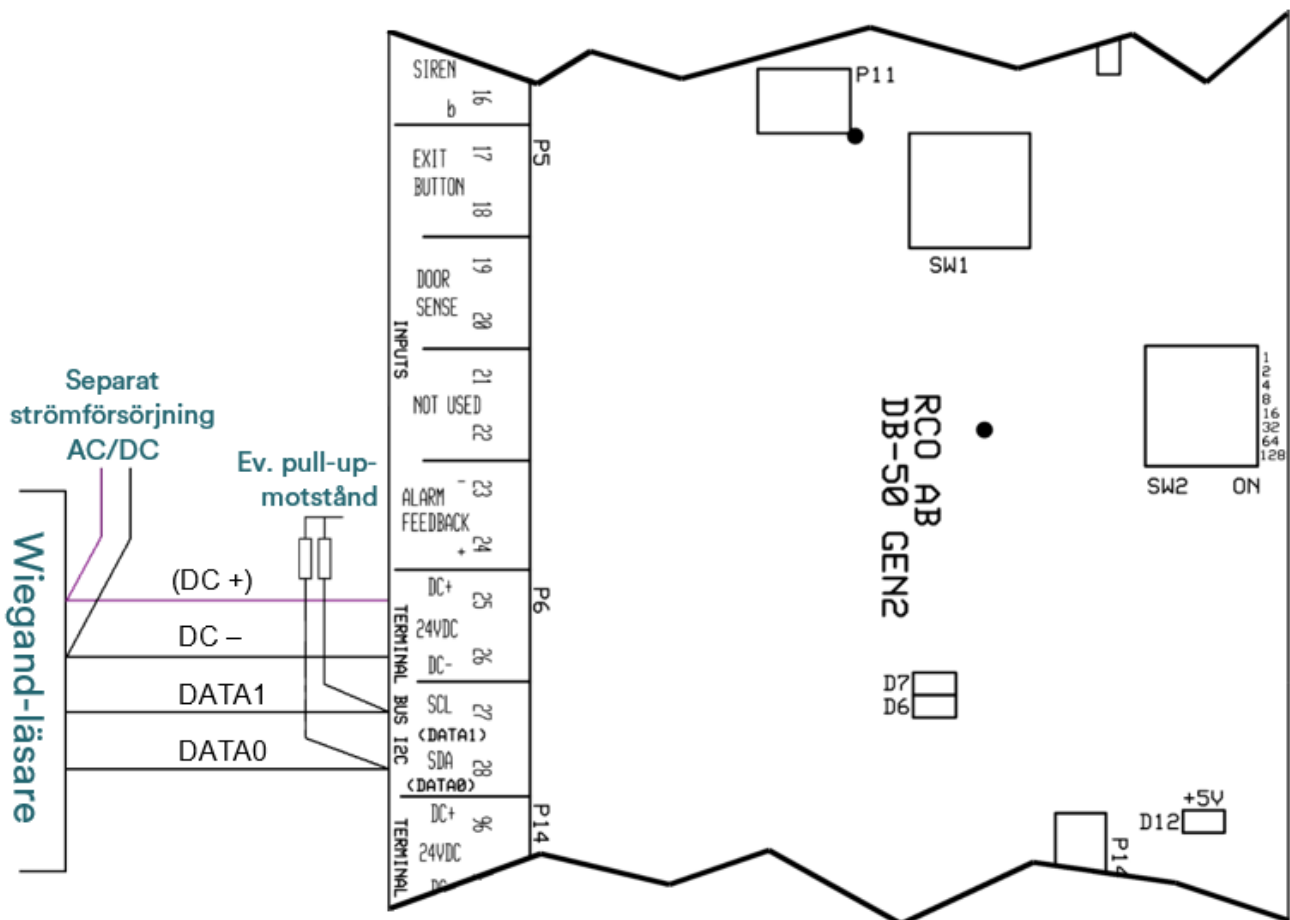 SIREN
b
16
EXIT
BUTTON
17
18
P5
DOOR
SENSE
19
20
INPUTS
NOT USED
21
22
ALARM
FEEDBACK
-
+
23
24
DC+
24VDC
DC-
25
26
P6
TERMINAL BUS I2C
SCL
(DATA1)
27
SDA
(DATA0)
28
DC+
24VDC
96
P14
TERMINAL
Separat
strömförsörjning
AC/DC
Ev. pull-up-
motstånd
Wiegand-läsare
(DC +)
DC –
DATA1
DATA0
P11
SW1
RCO AB
DB-50 GEN2
1
2
4
8
16
32
64
128
SW2 ON
D7
D6
+5V
D12